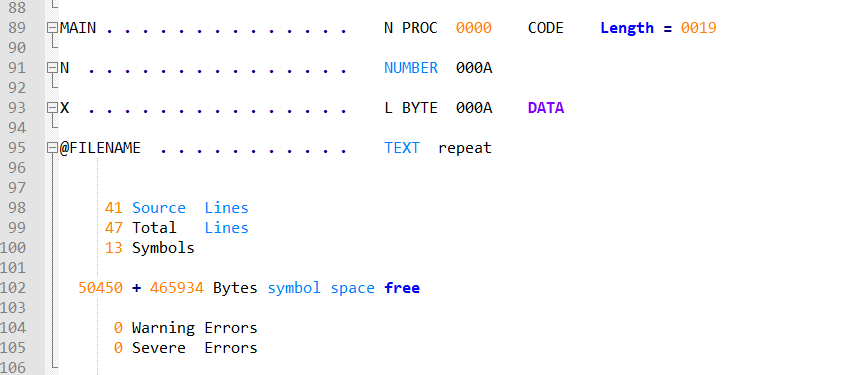 88
89 MAIN . . . . . . . . . . . . . . N PROC 0000 CODE Length = 0019
90
91 N . . . . . . . . . . . . . . . NUMBER 000A
92
93 X . . . . . . . . . . . . . . . L BYTE 000A DATA
94
95 @FILENAME . . . . . . . . . . . TEXT repeat
96
97
98 41 Source Lines
99 47 Total Lines
100 13 Symbols
101
102 50450 + 465934 Bytes symbol space free
103
104 0 Warning Errors
105 0 Severe Errors
106